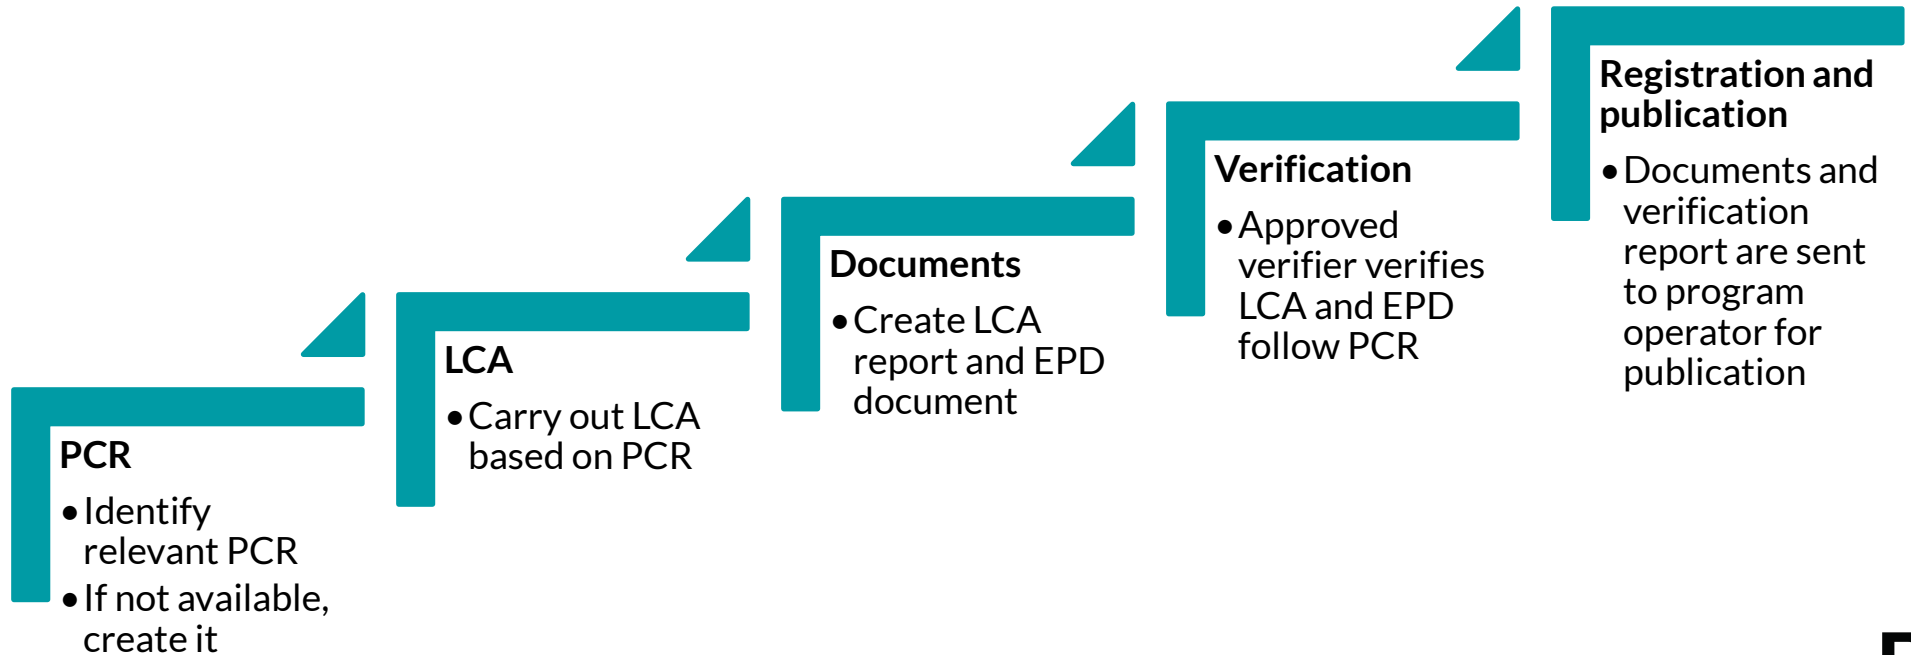 PCR
• Identify
relevant PCR
• If not available,
create it
LCA
• Carry out LCA
based on PCR
Documents
• Create LCA
report and EPD
document
Verification
• Approved
verifier verifies
LCA and EPD
follow PCR
Registration and
publication
• Documents and
verification
report are sent
to program
operator for
publication